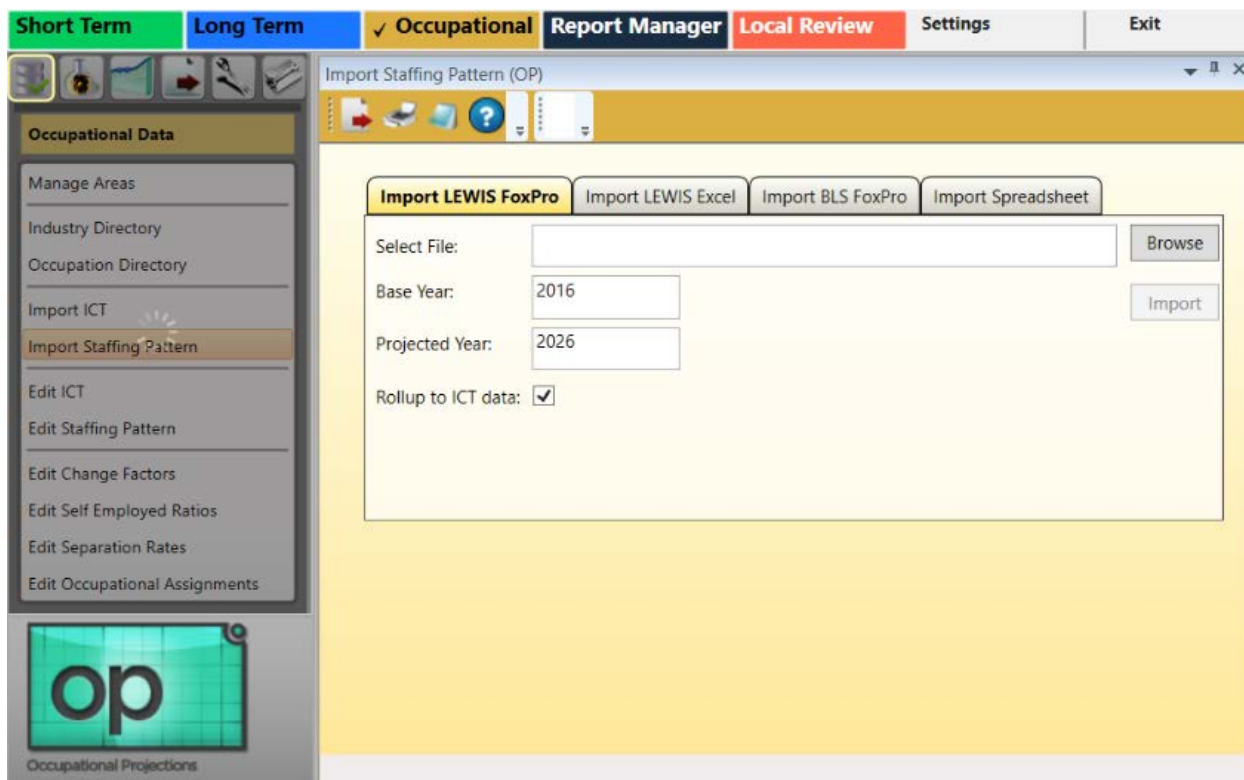 Short Term Long Term ✓ Occupational Report Manager Local Review Settings Exit
Import Staffing Pattern (OP)
Occupational Data
Manage Areas
Industry Directory
Occupation Directory
Import ICT
Import Staffing Pattern
Edit ICT
Edit Staffing Pattern
Edit Change Factors
Edit Self Employed Ratios
Edit Separation Rates
Edit Occupational Assignments
op
Occupational Projections
?
Import LEWIS FoxPro Import LEWIS Excel Import BLS FoxPro Import Spreadsheet
Select File: Browse
Base Year: 2016 Import
Projected Year: 2026
Rollup to ICT data: